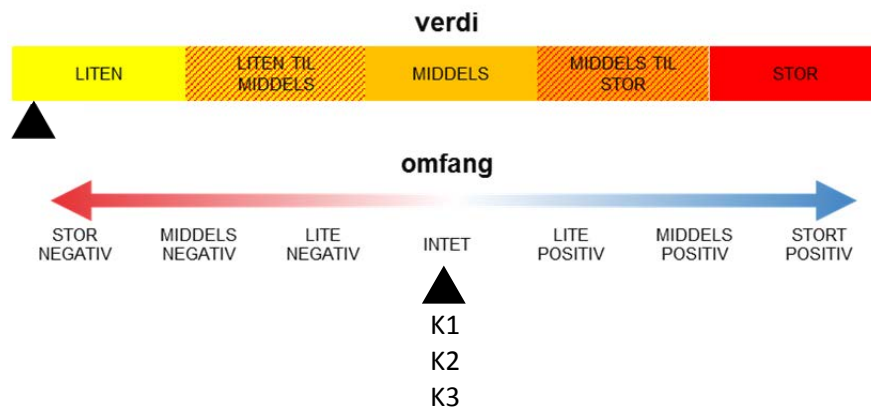 verdi
LITEN
LITEN TIL
MIDDELS
MIDDELS
MIDDELS TIL
STOR
STOR
omfang
STOR
NEGATIV
MIDDELS
NEGATIV
LITE
NEGATIV
INTET
LITE
POSITIV
MIDDELS
POSITIV
STORT
POSITIV
K1
K2
K3